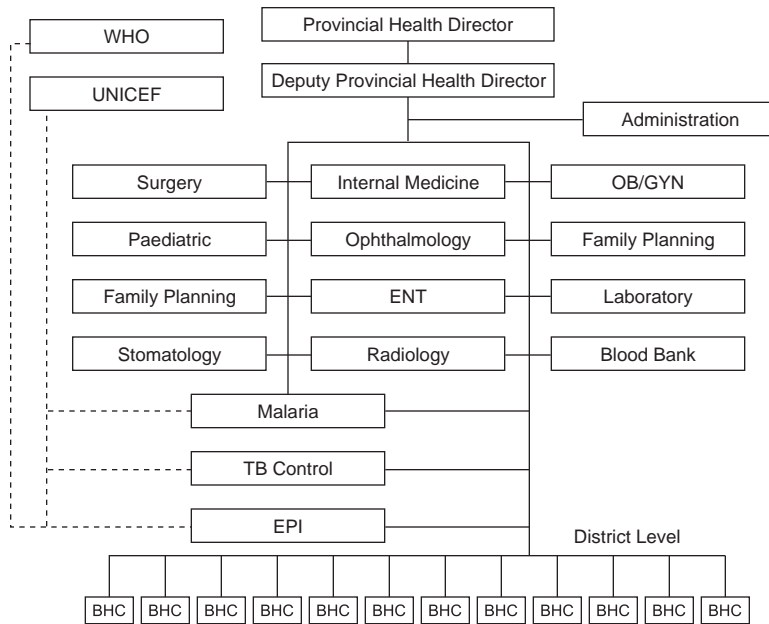 WHO
Provincial Health Director
UNICEF
Deputy Provincial Health Director
Administration
Surgery
Internal Medicine
OB/GYN
Paediatric
Ophthalmology
Family Planning
Family Planning
ENT
Laboratory
Stomatology
Radiology
Blood Bank
Malaria
TB Control
EPI
District Level
BHC BHC BHC BHC BHC BHC BHC BHC BHC BHC BHC BHC